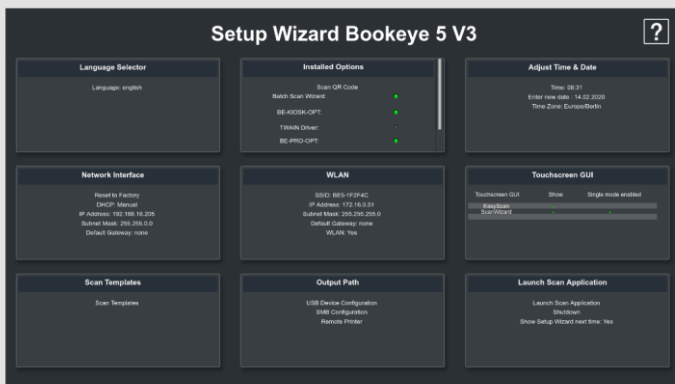 Setup Wizard Bookeye 5 V3
?
Language Selector
Language: english
Installed Options
Scan QR Code
Batch Scan Wizard:
BE-KIOSK-OPT:
TWAIN Driver:
BE-PRO-OPT:
Adjust Time & Date
Time: 08:31
Enter new date : 14.02.2020
Time Zone: Europe/Berlin
Network Interface
Reset to Factory
DHCP: Manual
IP Address: 192.168.16.205
Subnet Mask: 255.255.0.0
Default Gateway: none
WLAN
SSID: BE5-1F2F4C
IP Address: 172.16.0.51
Subnet Mask: 255.255.255.0
Default Gateway: none
WLAN: Yes
Touchscreen GUI
Touchscreen GUI Show Single mode enabled
EasyScan
ScanWizard
Scan Templates
Scan Templates
Output Path
USB Device Configuration
SMB Configuration
Remote Printer
Launch Scan Application
Launch Scan Application
Shutdown
Show Setup Wizard next time: Yes